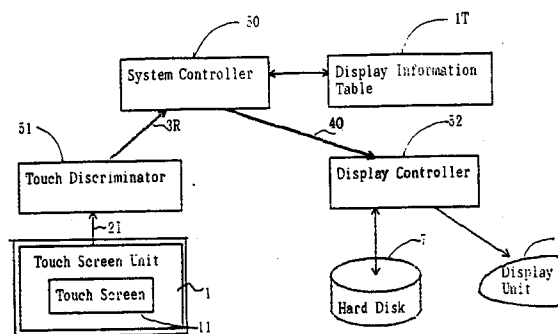 50
1T
System Controller
Display Information
Table
51
3R
40
52
Touch Discriminator
Display Controller
21
Touch Screen Unit
Touch Screen
1
11
7
Hard Disk
Display
Unit